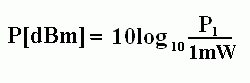 P[dBm] = 10log₁₀ P₁/1mW